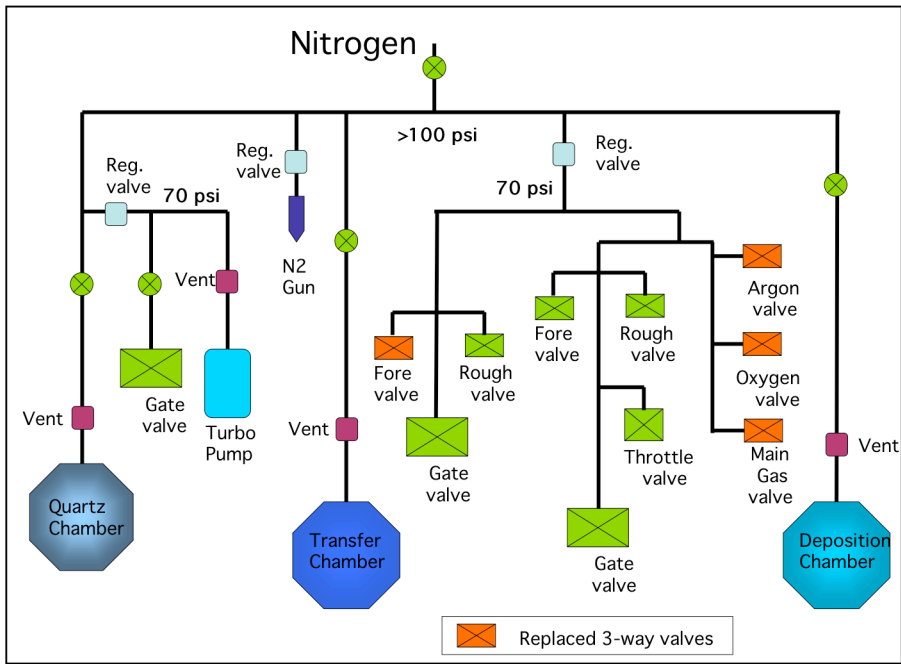 Nitrogen
>100 psi
Reg.
valve
70 psi
Reg.
valve
N2
Gun
Reg.
valve
70 psi
Vent
Gate
valve
Turbo
Pump
Vent
Quartz
Chamber
Vent
Transfer
Chamber
Fore
valve
Rough
valve
Gate
valve
Fore
valve
Rough
valve
Throttle
valve
Gate
valve
Argon
valve
Oxygen
valve
Main
Gas
valve
Vent
Deposition
Chamber
Replaced 3-way valves